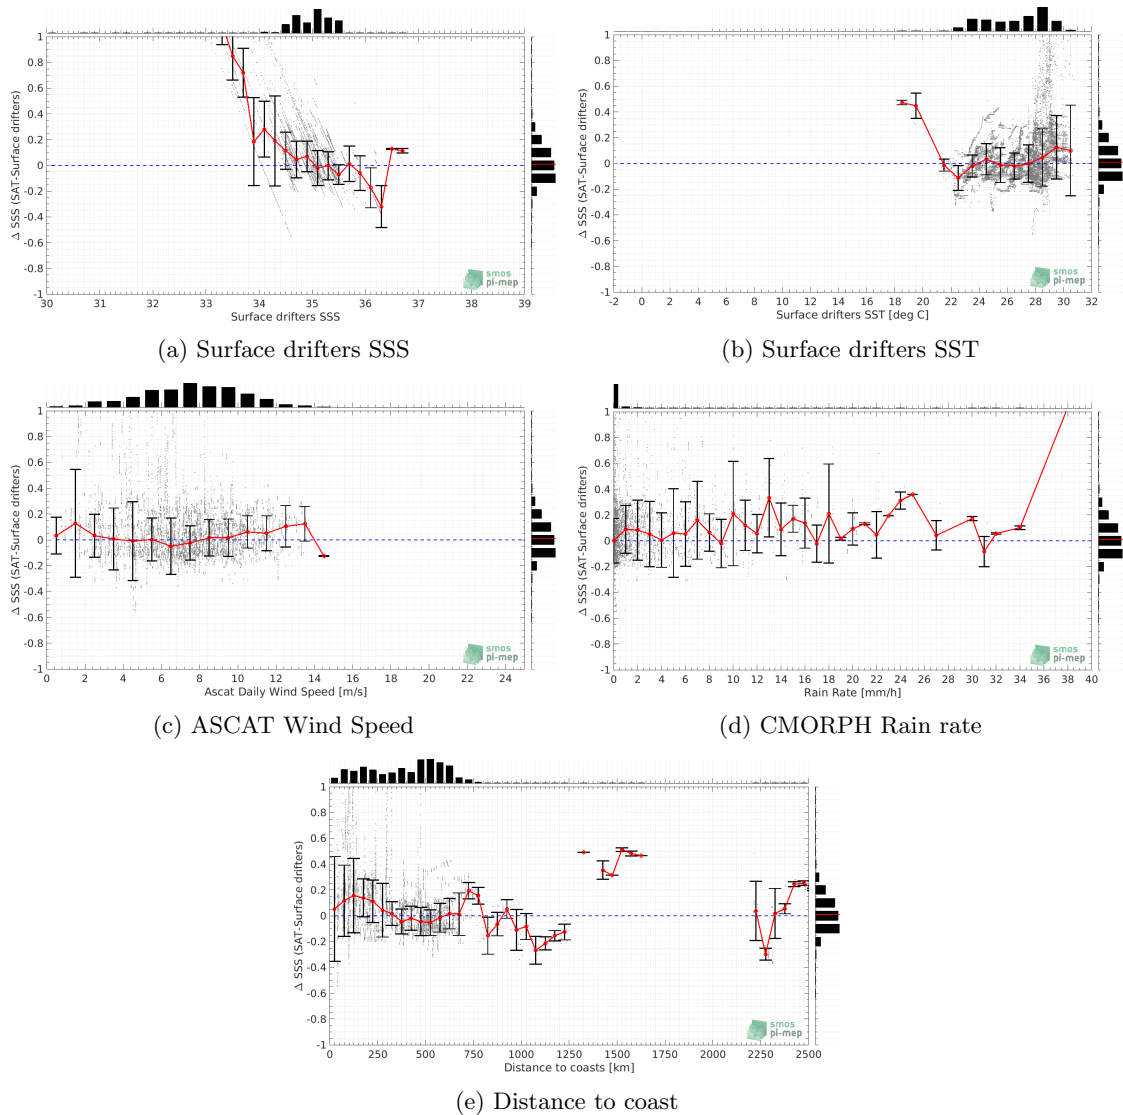 1
0.8
0.6
0.4
0.2
0
-0.2
-0.4
-0.6
-0.8
-1
Δ SSS (SAT-Surface drifters)
30 31 32 33 34 35 36 37 38 39
Surface drifters SSS
smos
pi-mep
(a) Surface drifters SSS
1
0.8
0.6
0.4
0.2
0
-0.2
-0.4
-0.6
-0.8
-1
Δ SSS (SAT-Surface drifters)
-2 0 2 4 6 8 10 12 14 16 18 20 22 24 26 28 30 32
Surface drifters SST [deg C]
smos
pi-mep
(b) Surface drifters SST
1
0.8
0.6
0.4
0.2
0
-0.2
-0.4
-0.6
-0.8
-1
Δ SSS (SAT-Surface drifters)
0 2 4 6 8 10 12 14 16 18 20 22 24
Ascat Daily Wind Speed [m/s]
smos
pi-mep
(c) ASCAT Wind Speed
1
0.8
0.6
0.4
0.2
0
-0.2
-0.4
-0.6
-0.8
-1
Δ SSS (SAT-Surface drifters)
0 2 4 6 8 10 12 14 16 18 20 22 24 26 28 30 32 34 36 38 40
Rain Rate [mm/h]
smos
pi-mep
(d) CMORPH Rain rate
1
0.8
0.6
0.4
0.2
0
-0.2
-0.4
-0.6
-0.8
-1
Δ SSS (SAT-Surface drifters)
0 250 500 750 1000 1250 1500 1750 2000 2250 2500
Distance to coasts [km]
smos
pi-mep
(e) Distance to coast